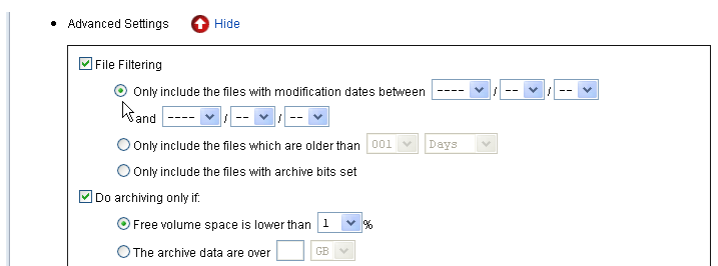 Advanced Settings Hide
File Filtering
Only include the files with modification dates between ---- / -- / --
and ---- / -- / --
Only include the files which are older than 001 Days
Only include the files with archive bits set
Do archiving only if:
Free volume space is lower than 1 %
The archive data are over GB